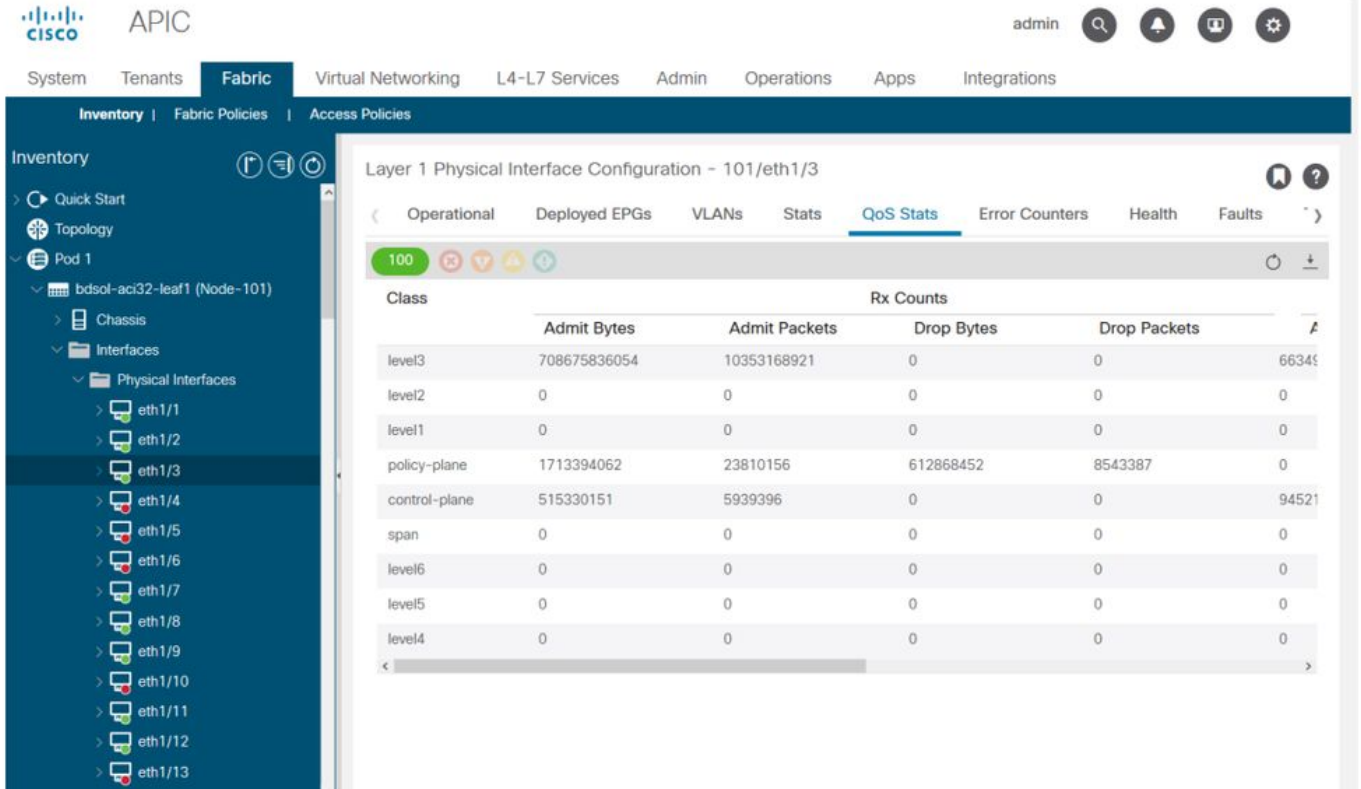 CISCO APIC admin
System Tenants Fabric Virtual Networking L4-L7 Services Admin Operations Apps Integrations
Inventory | Fabric Policies | Access Policies
Inventory
Quick Start
Topology
Pod 1
bdsol-aci32-leaf1 (Node-101)
Chassis
Interfaces
Physical Interfaces
eth1/1
eth1/2
eth1/3
eth1/4
eth1/5
eth1/6
eth1/7
eth1/8
eth1/9
eth1/10
eth1/11
eth1/12
eth1/13
Layer 1 Physical Interface Configuration - 101/eth1/3
Operational Deployed EPGs VLANs Stats QoS Stats Error Counters Health Faults
100
Class Rx Counts
Admit Bytes Admit Packets Drop Bytes Drop Packets
level3 708675836054 10353168921 0 0 66349
level2 0 0 0 0 0
level1 0 0 0 0 0
policy-plane 1713394062 23810156 612868452 8543387 0
control-plane 515330151 5939396 0 0 94521
span 0 0 0 0 0
level6 0 0 0 0 0
level5 0 0 0 0 0
level4 0 0 0 0 0